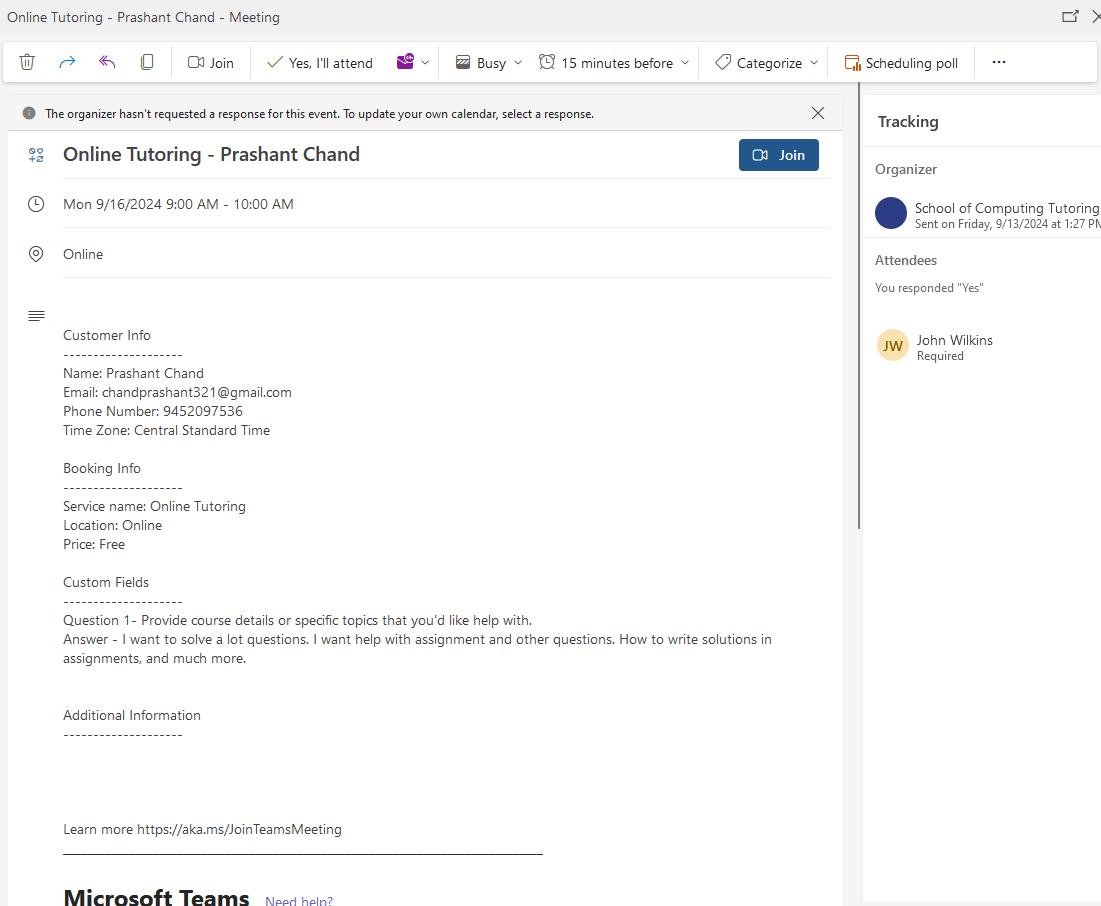 Online Tutoring - Prashant Chand - Meeting
Join
Yes, I'll attend
Busy
15 minutes before
Categorize
Scheduling poll
The organizer hasn't requested a response for this event. To update your own calendar, select a response.
Online Tutoring - Prashant Chand
Join
Mon 9/16/2024 9:00 AM - 10:00 AM
Online
Customer Info
--------------------
Name: Prashant Chand
Email: chandprashant321@gmail.com
Phone Number: 9452097536
Time Zone: Central Standard Time
Booking Info
--------------------
Service name: Online Tutoring
Location: Online
Price: Free
Custom Fields
--------------------
Question 1- Provide course details or specific topics that you'd like help with.
Answer - I want to solve a lot questions. I want help with assignment and other questions. How to write solutions in
assignments, and much more.
Additional Information
--------------------
Learn more https://aka.ms/JoinTeamsMeeting
Microsoft Teams Need help?
Tracking
Organizer
School of Computing Tutoring
Sent on Friday, 9/13/2024 at 1:27 PM
Attendees
You responded "Yes"
JW
John Wilkins
Required